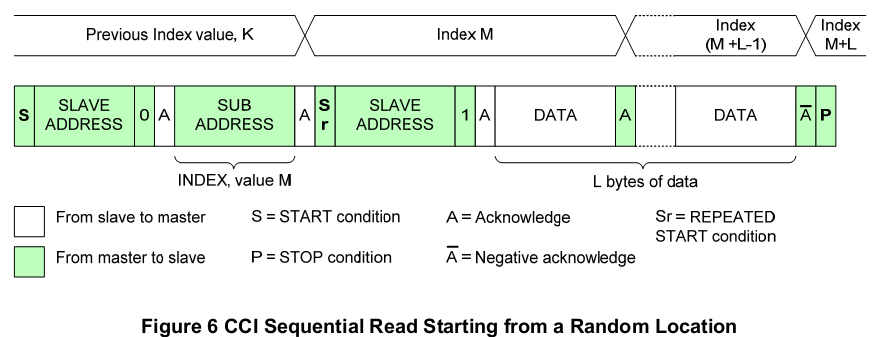 Previous Index value, K
Index M
Index
(M +L-1)
Index
M+L
S
SLAVE
ADDRESS
0
A
SUB
ADDRESS
A
S
r
SLAVE
ADDRESS
1
A
DATA
A
DATA
A̅
P
INDEX, value M
L bytes of data
From slave to master
S = START condition
A = Acknowledge
Sr = REPEATED
START condition
From master to slave
P = STOP condition
A̅ = Negative acknowledge
Figure 6 CCI Sequential Read Starting from a Random Location